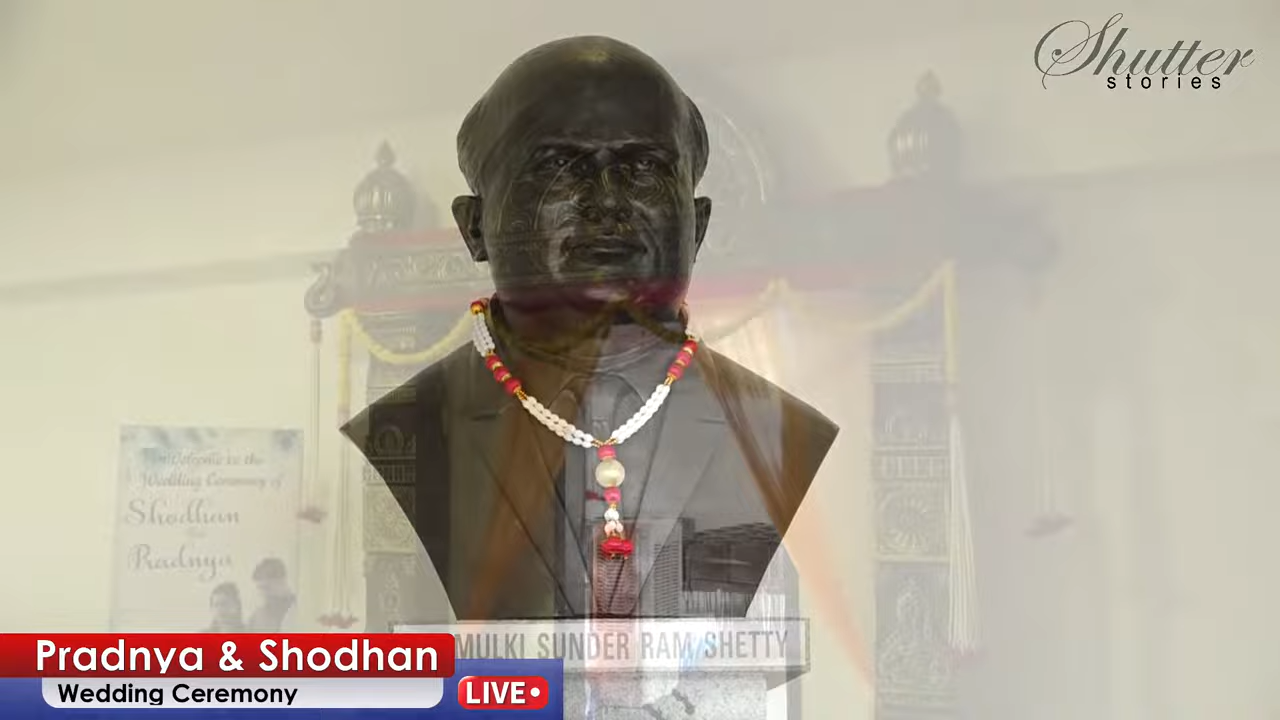 Shutter
stories
Welcome to the
Wedding Ceremony of
Shodhan
Pradnya
MULKI SUNDER RAM SHETTY
Pradnya & Shodhan
Wedding Ceremony
LIVE